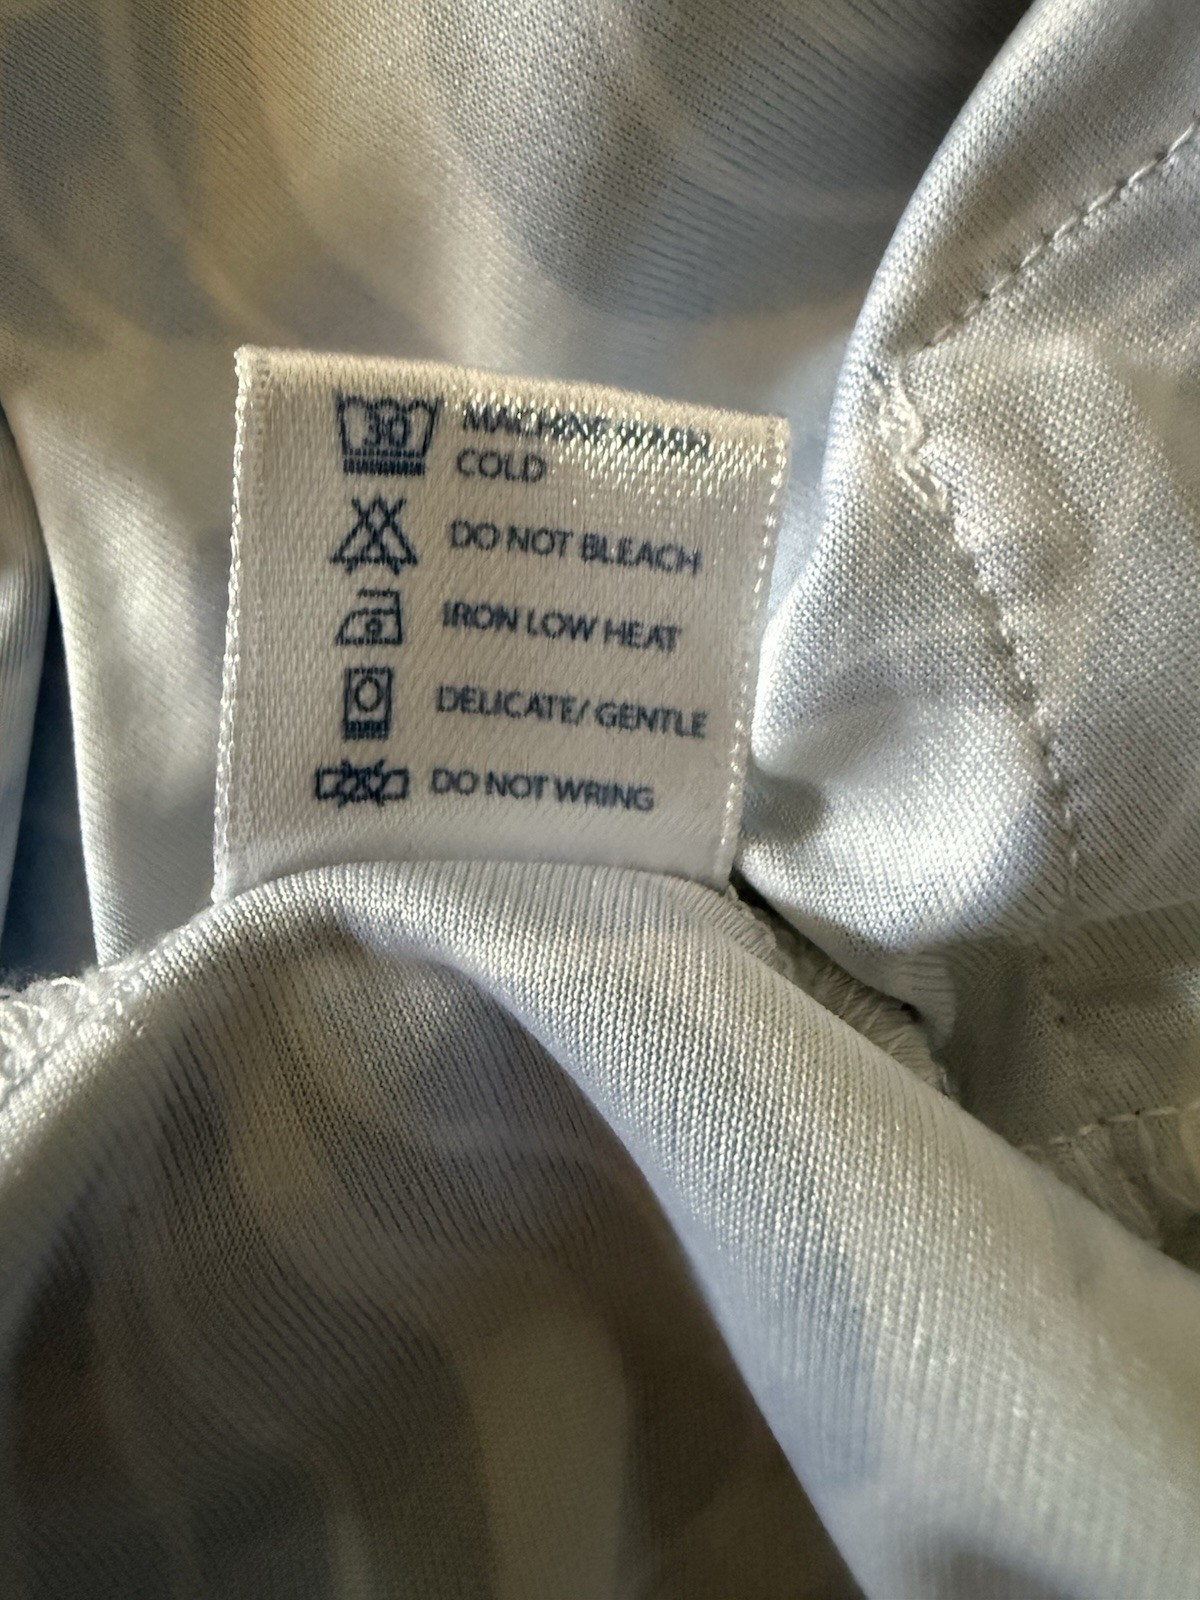 30 MACHINE WASH
COLD
DO NOT BLEACH
IRON LOW HEAT
DELICATE/ GENTLE
DO NOT WRING